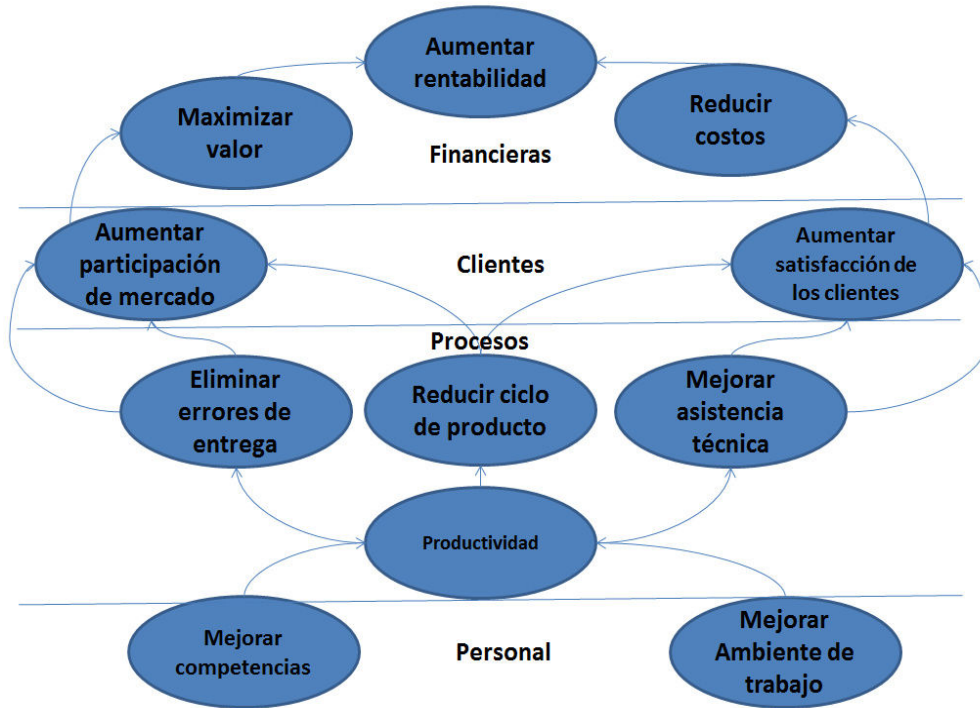 Aumentar
rentabilidad
Maximizar
valor
Reducir
costos
Financieras
Aumentar
participación
de mercado
Clientes
Aumentar
satisfacción de
los clientes
Procesos
Eliminar
errores de
entrega
Reducir ciclo
de producto
Mejorar
asistencia
técnica
Productividad
Mejorar
competencias
Personal
Mejorar
Ambiente de
trabajo